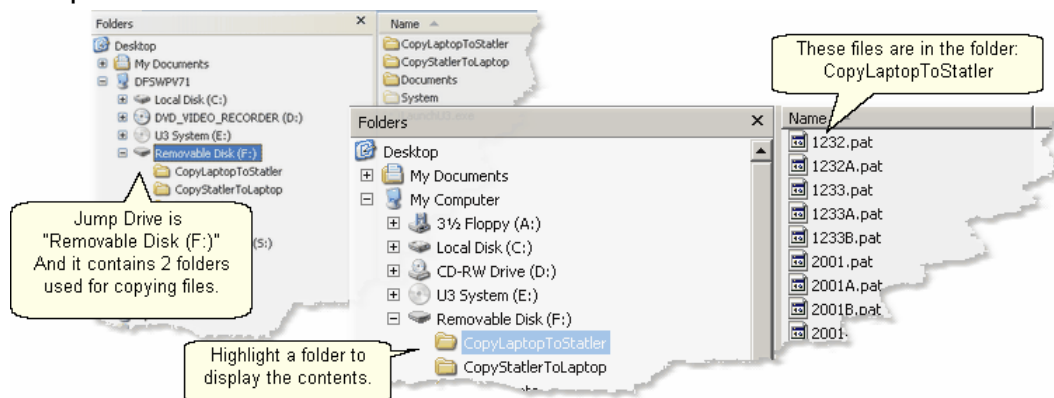 Folders
Desktop
My Documents
DFSWPV71
Local Disk (C:)
DVD_VIDEO_RECORDER (D:)
U3 System (E:)
Removable Disk (F:)
CopyLaptopToStatler
CopyStatlerToLaptop
(S:)
Name
CopyLaptopToStatler
CopyStatlerToLaptop
Documents
System
Jump Drive is
"Removable Disk (F:)"
And it contains 2 folders
used for copying files.
Folders
Desktop
My Documents
My Computer
3½ Floppy (A:)
Local Disk (C:)
CD-RW Drive (D:)
U3 System (E:)
Removable Disk (F:)
CopyLaptopToStatler
CopyStatlerToLaptop
Highlight a folder to
display the contents.
These files are in the folder:
CopyLaptopToStatler
Name
1232.pat
1232A.pat
1233.pat
1233A.pat
1233B.pat
2001.pat
2001A.pat
2001B.pat
2001